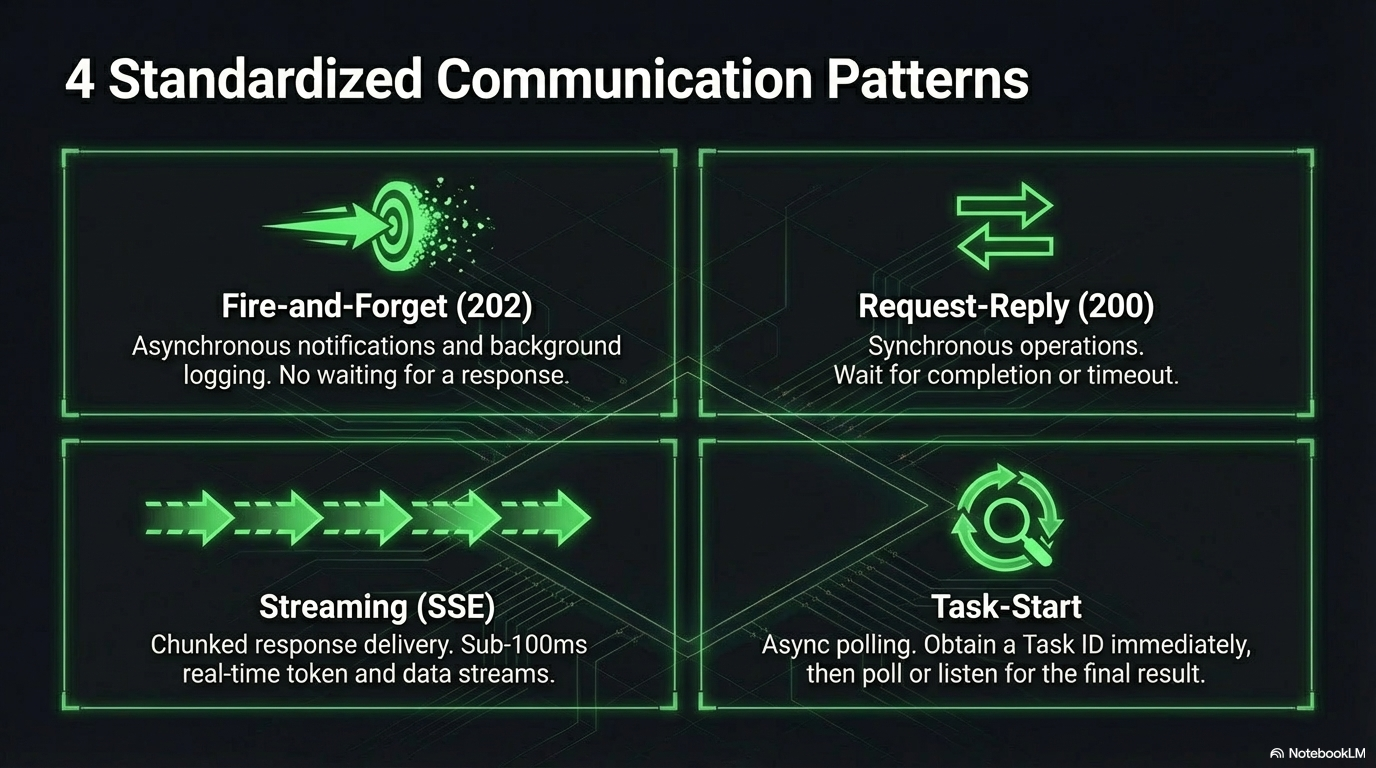 4 Standardized Communication Patterns
Fire-and-Forget (202)
Asynchronous notifications and background
logging. No waiting for a response.
Request-Reply (200)
Synchronous operations.
Wait for completion or timeout.
Streaming (SSE)
Chunked response delivery. Sub-100ms
real-time token and data streams.
Task-Start
Async polling. Obtain a Task ID immediately,
then poll or listen for the final result.
NotebookLM